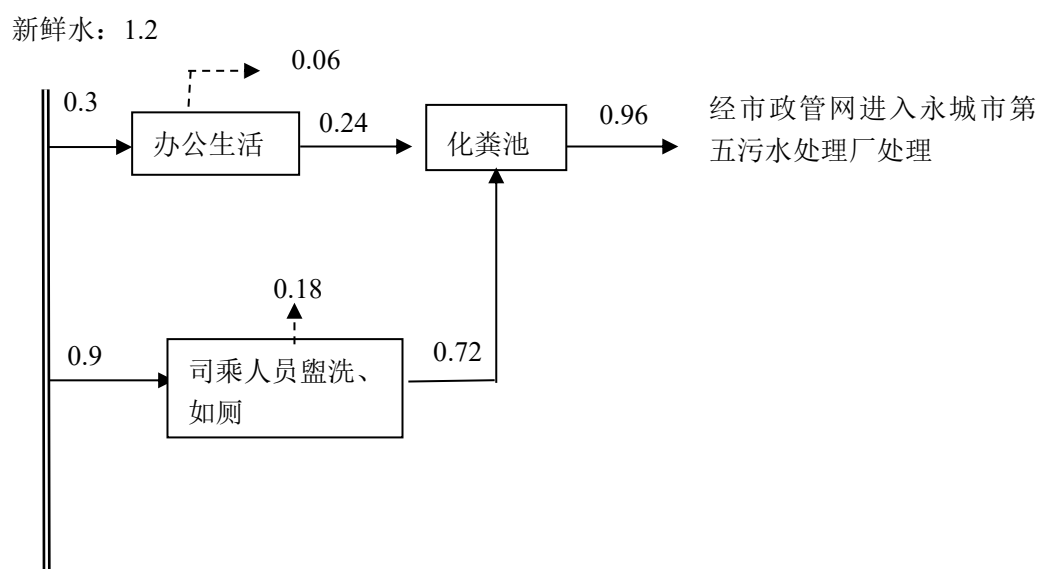 新鲜水：1.2
0.06
0.3
办公生活
0.24
化粪池
0.96
经市政管网进入永城市第
五污水处理厂处理
0.18
0.9
司乘人员盥洗、
如厕
0.72